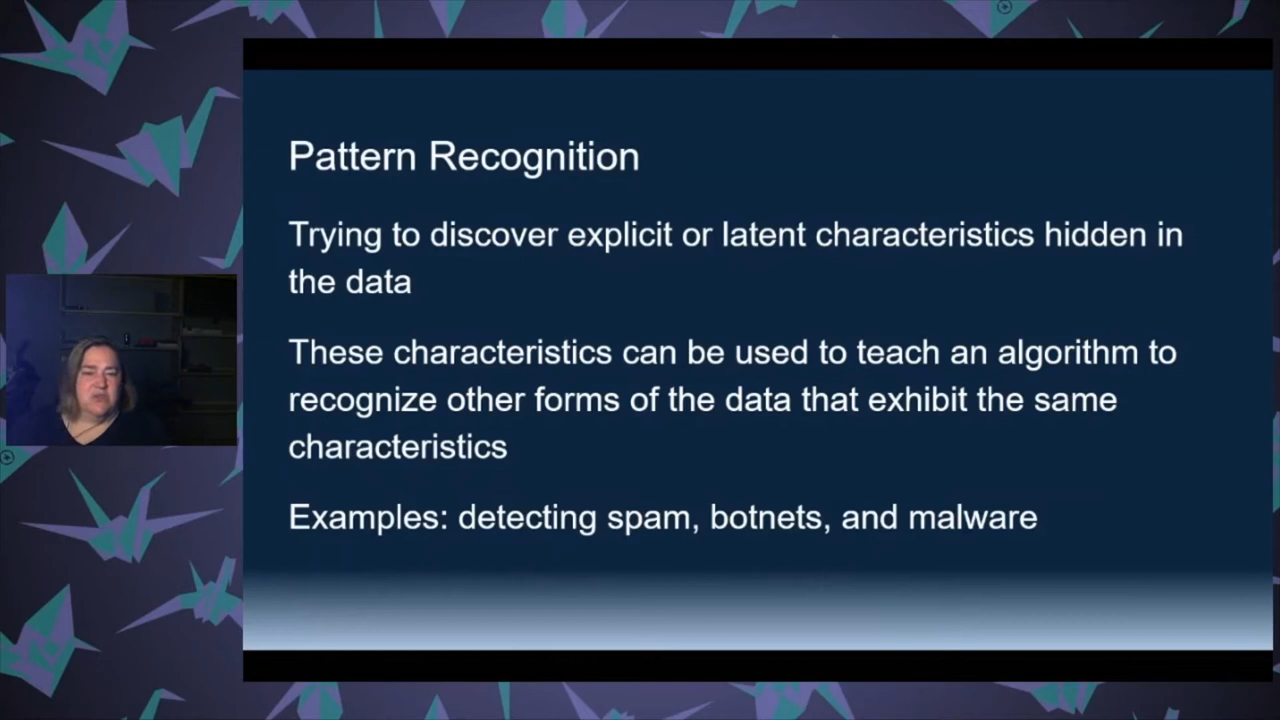 Pattern Recognition
Trying to discover explicit or latent characteristics hidden in
the data
These characteristics can be used to teach an algorithm to
recognize other forms of the data that exhibit the same
characteristics
Examples: detecting spam, botnets, and malware